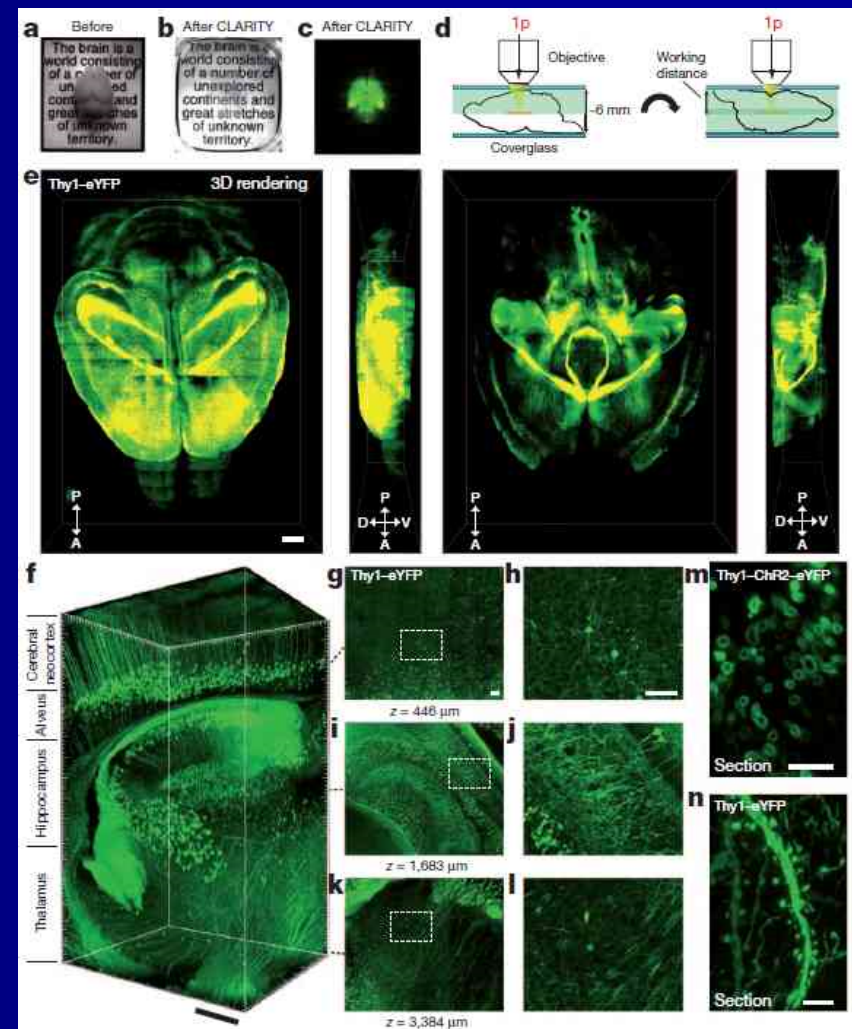 a
Before
The brain is a
world consisting
of a number of
great stretches
of unknown
territory.
b
After CLARITY
The brain is a
world consisting
of a number of
unexplored
continents and
great stretches
of unknown
territory.
c
After CLARITY
d
1p
Objective
~6 mm
Coverglass
Working
distance
1p
e
Thy1–eYFP
3D rendering
P
A
P
D
V
A
P
A
P
D
V
A
f
Cerebral
neocortex
Alveus
Hippocampus
Thalamus
g
Thy1–eYFP
z = 446 µm
h
i
z = 1,683 µm
j
k
z = 3,384 µm
l
m
Thy1–ChR2–eYFP
Section
n
Thy1–eYFP
Section